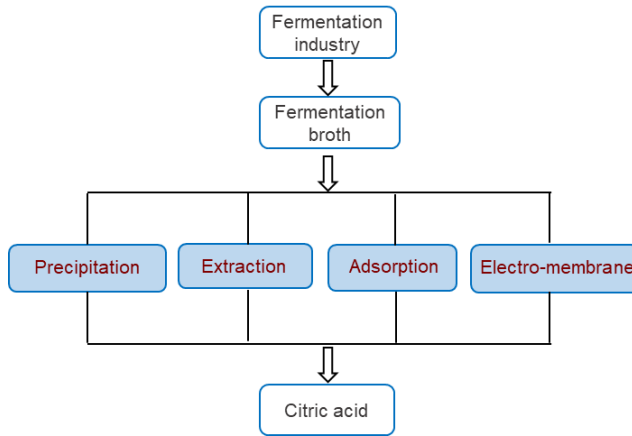 Fermentation
industry
Fermentation
broth
Precipitation
Extraction
Adsorption
Electro-membrane
Citric acid